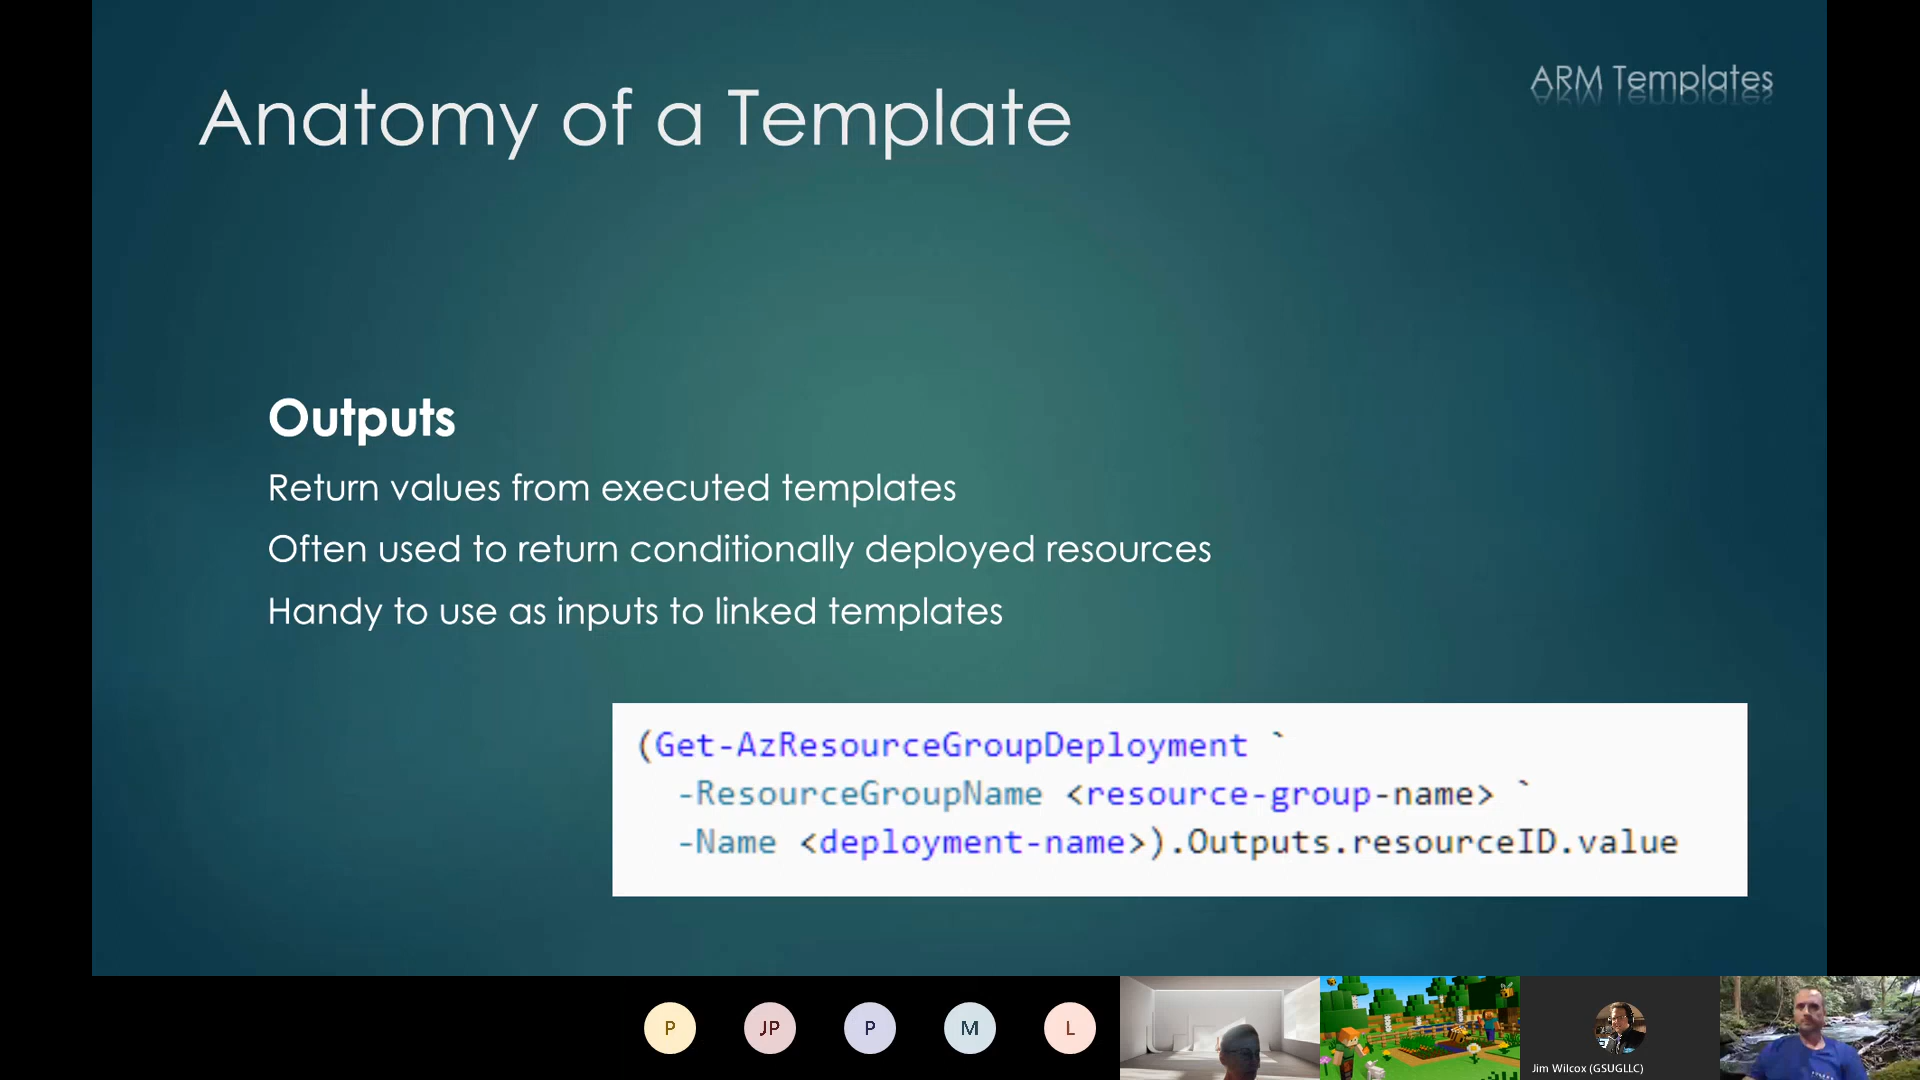 Anatomy of a Template
ARM Templates
Outputs
Return values from executed templates
Often used to return conditionally deployed resources
Handy to use as inputs to linked templates
(Get-AzResourceGroupDeployment `
-ResourceGroupName <resource-group-name> `
-Name <deployment-name>).Outputs.resourceID.value
P
JP
P
M
L
Jim Wilcox (GSUGLLC)